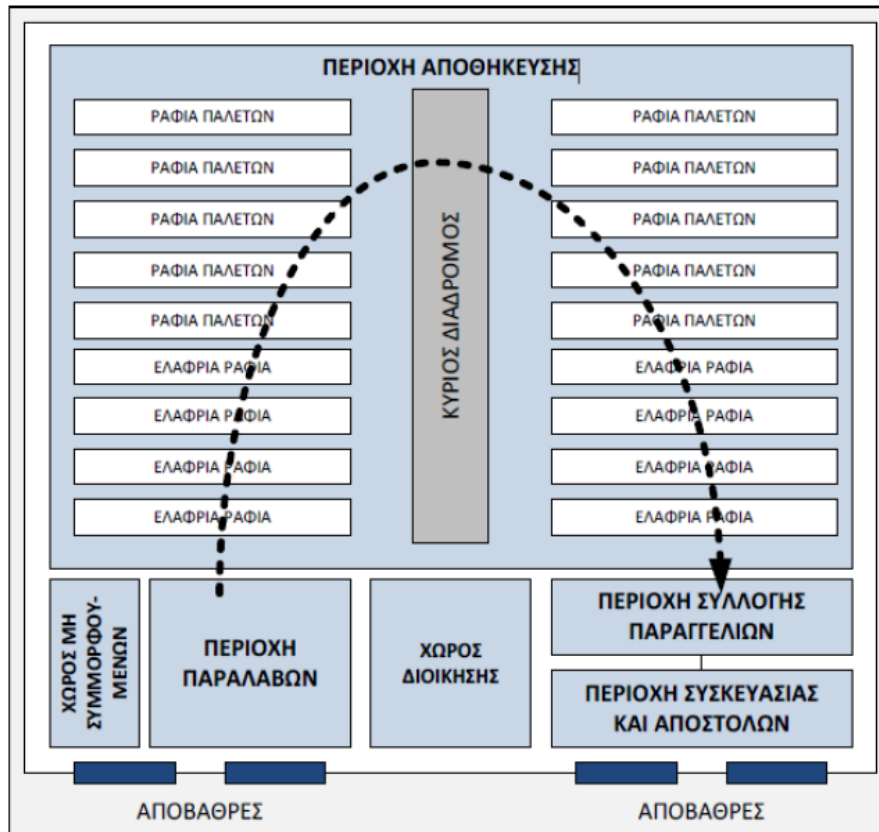 ΠΕΡΙΟΧΗ ΑΠΟΘΗΚΕΥΣΗΣ
ΡΑΦΙΑ ΠΑΛΕΤΩΝ
ΡΑΦΙΑ ΠΑΛΕΤΩΝ
ΡΑΦΙΑ ΠΑΛΕΤΩΝ
ΡΑΦΙΑ ΠΑΛΕΤΩΝ
ΡΑΦΙΑ ΠΑΛΕΤΩΝ
ΕΛΑΦΡΙΑ ΡΑΦΙΑ
ΕΛΑΦΡΙΑ ΡΑΦΙΑ
ΕΛΑΦΡΙΑ ΡΑΦΙΑ
ΕΛΑΦΡΙΑ ΡΑΦΙΑ
ΚΥΡΙΟΣ ΔΙΑΔΡΟΜΟΣ
ΡΑΦΙΑ ΠΑΛΕΤΩΝ
ΡΑΦΙΑ ΠΑΛΕΤΩΝ
ΡΑΦΙΑ ΠΑΛΕΤΩΝ
ΡΑΦΙΑ ΠΑΛΕΤΩΝ
ΡΑΦΙΑ ΠΑΛΕΤΩΝ
ΕΛΑΦΡΙΑ ΡΑΦΙΑ
ΕΛΑΦΡΙΑ ΡΑΦΙΑ
ΕΛΑΦΡΙΑ ΡΑΦΙΑ
ΕΛΑΦΡΙΑ ΡΑΦΙΑ
ΧΩΡΟΣ ΜΗ
ΣΥΜΜΟΡΦΟΥ-
ΜΕΝΩΝ
ΠΕΡΙΟΧΗ
ΠΑΡΑΛΑΒΩΝ
ΧΩΡΟΣ
ΔΙΟΙΚΗΣΗΣ
ΠΕΡΙΟΧΗ ΣΥΛΛΟΓΗΣ
ΠΑΡΑΓΓΕΛΙΩΝ
ΠΕΡΙΟΧΗ ΣΥΣΚΕΥΑΣΙΑΣ
ΚΑΙ ΑΠΟΣΤΟΛΩΝ
ΑΠΟΒΑΘΡΕΣ
ΑΠΟΒΑΘΡΕΣ